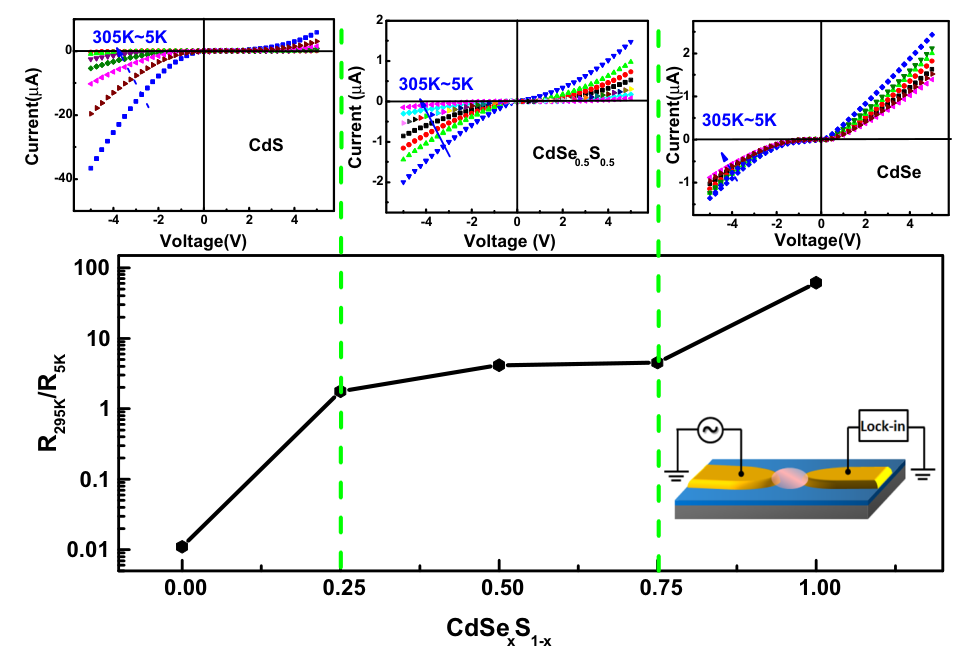 305K~5K
0
-20
-40
-4 -2 0 2 4
Current(μA)
Voltage(V)
CdS
305K~5K
2
1
0
-1
-2
-4 -2 0 2 4
Current (μA)
Voltage (V)
CdSe0.5S0.5
305K~5K
2
1
0
-1
-4 -2 0 2 4
Current(μA)
Voltage(V)
CdSe
100
10
1
0.1
0.01
R295K/R5K
Lock-in
0.00 0.25 0.50 0.75 1.00
CdSexS1-x